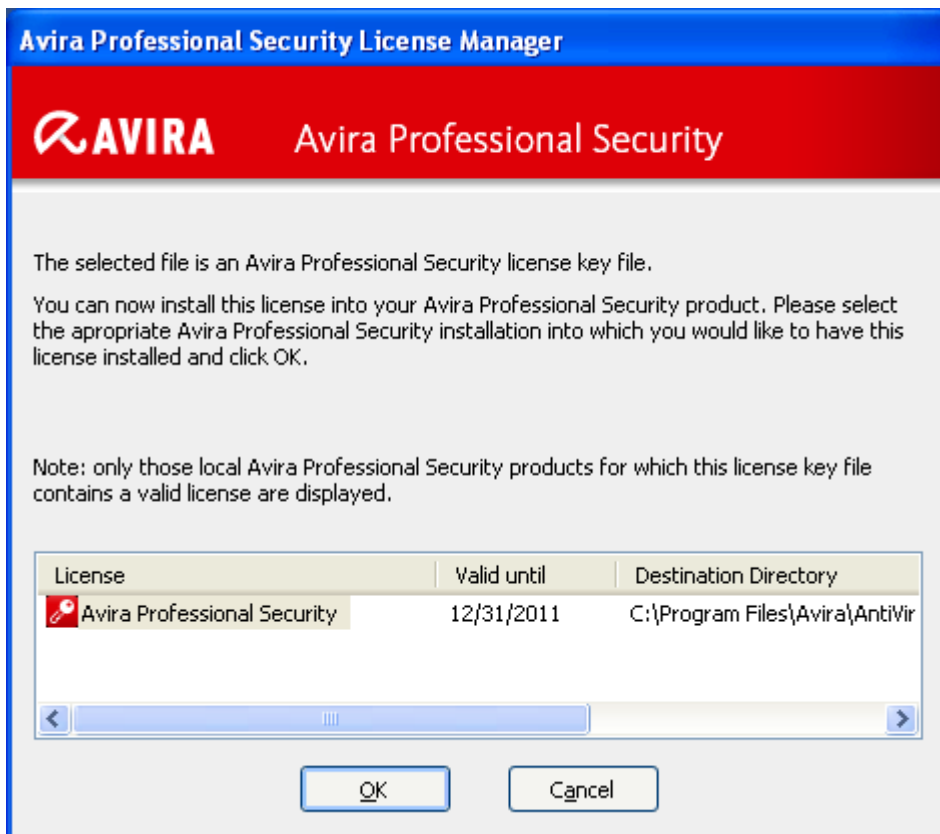 Avira Professional Security License Manager
AVIRA Avira Professional Security
The selected file is an Avira Professional Security license key file.
You can now install this license into your Avira Professional Security product. Please select
the apropriate Avira Professional Security installation into which you would like to have this
license installed and click OK.
Note: only those local Avira Professional Security products for which this license key file
contains a valid license are displayed.
License Valid until Destination Directory
Avira Professional Security 12/31/2011 C:\Program Files\Avira\AntiVir
OK Cancel